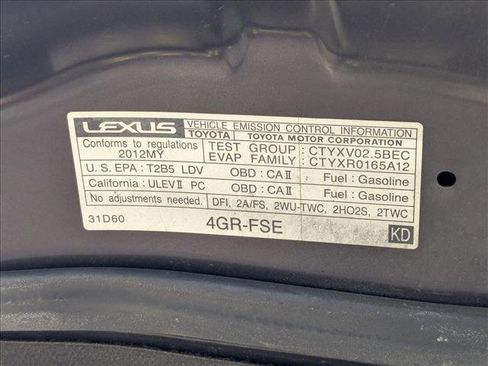 LEXUS VEHICLE EMISSION CONTROL INFORMATION
TOYOTA TOYOTA MOTOR CORPORATION
Conforms to regulations
2012MY
TEST GROUP : CTYXV02.5BEC
EVAP FAMILY : CTYXR0165A12
U. S. EPA : T2B5 LDV OBD : CA II Fuel : Gasoline
California : ULEV II PC OBD : CA II Fuel : Gasoline
No adjustments needed. DFI, 2A/FS, 2WU-TWC, 2HO2S, 2TWC
31D60 4GR-FSE KD